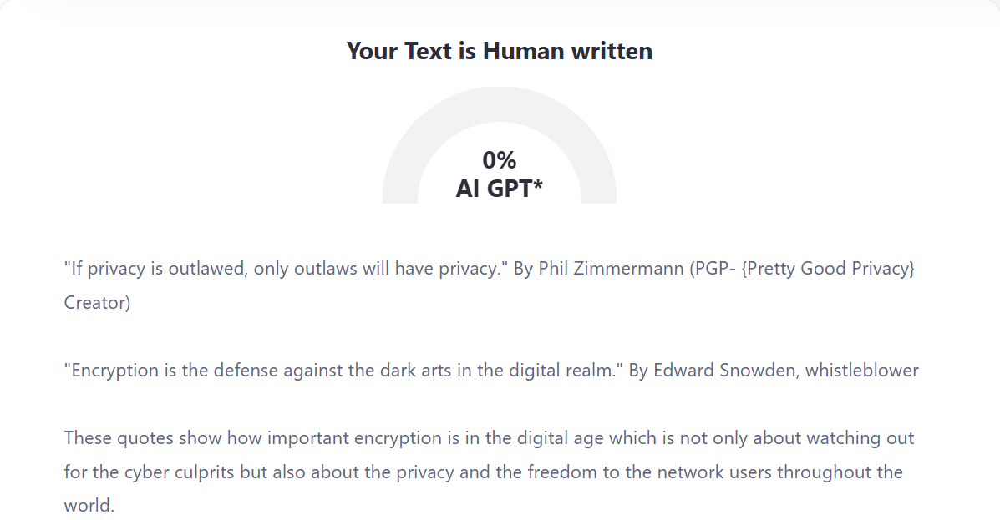 Your Text is Human written
0%
AI GPT*
"If privacy is outlawed, only outlaws will have privacy." By Phil Zimmermann (PGP- {Pretty Good Privacy}
Creator)
"Encryption is the defense against the dark arts in the digital realm." By Edward Snowden, whistleblower
These quotes show how important encryption is in the digital age which is not only about watching out
for the cyber culprits but also about the privacy and the freedom to the network users throughout the
world.